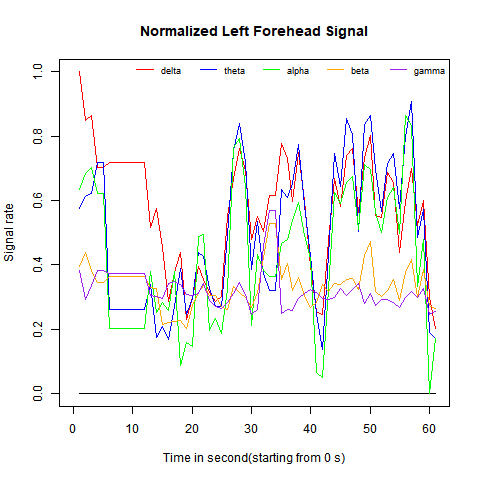 Normalized Left Forehead Signal
delta theta alpha beta gamma
1.0
0.8
0.6
0.4
0.2
0.0
Signal rate
0 10 20 30 40 50 60
Time in second(starting from 0 s)